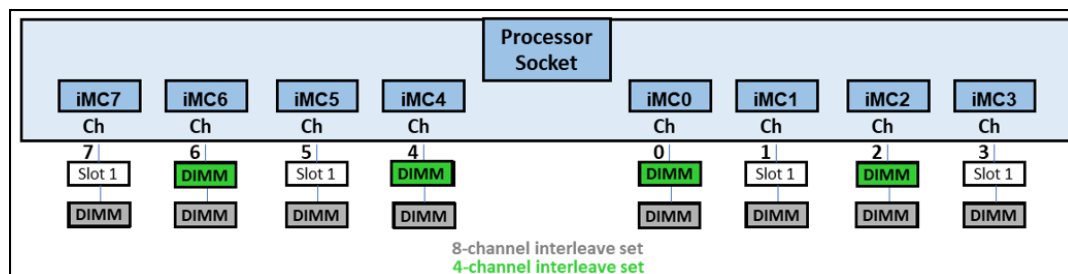 Processor
Socket
iMC7 iMC6 iMC5 iMC4 iMC0 iMC1 iMC2 iMC3
Ch Ch Ch Ch Ch Ch Ch Ch
7 6 5 4 0 1 2 3
Slot 1 DIMM Slot 1 DIMM DIMM Slot 1 DIMM Slot 1
DIMM DIMM DIMM DIMM DIMM DIMM DIMM DIMM
8-channel interleave set
4-channel interleave set